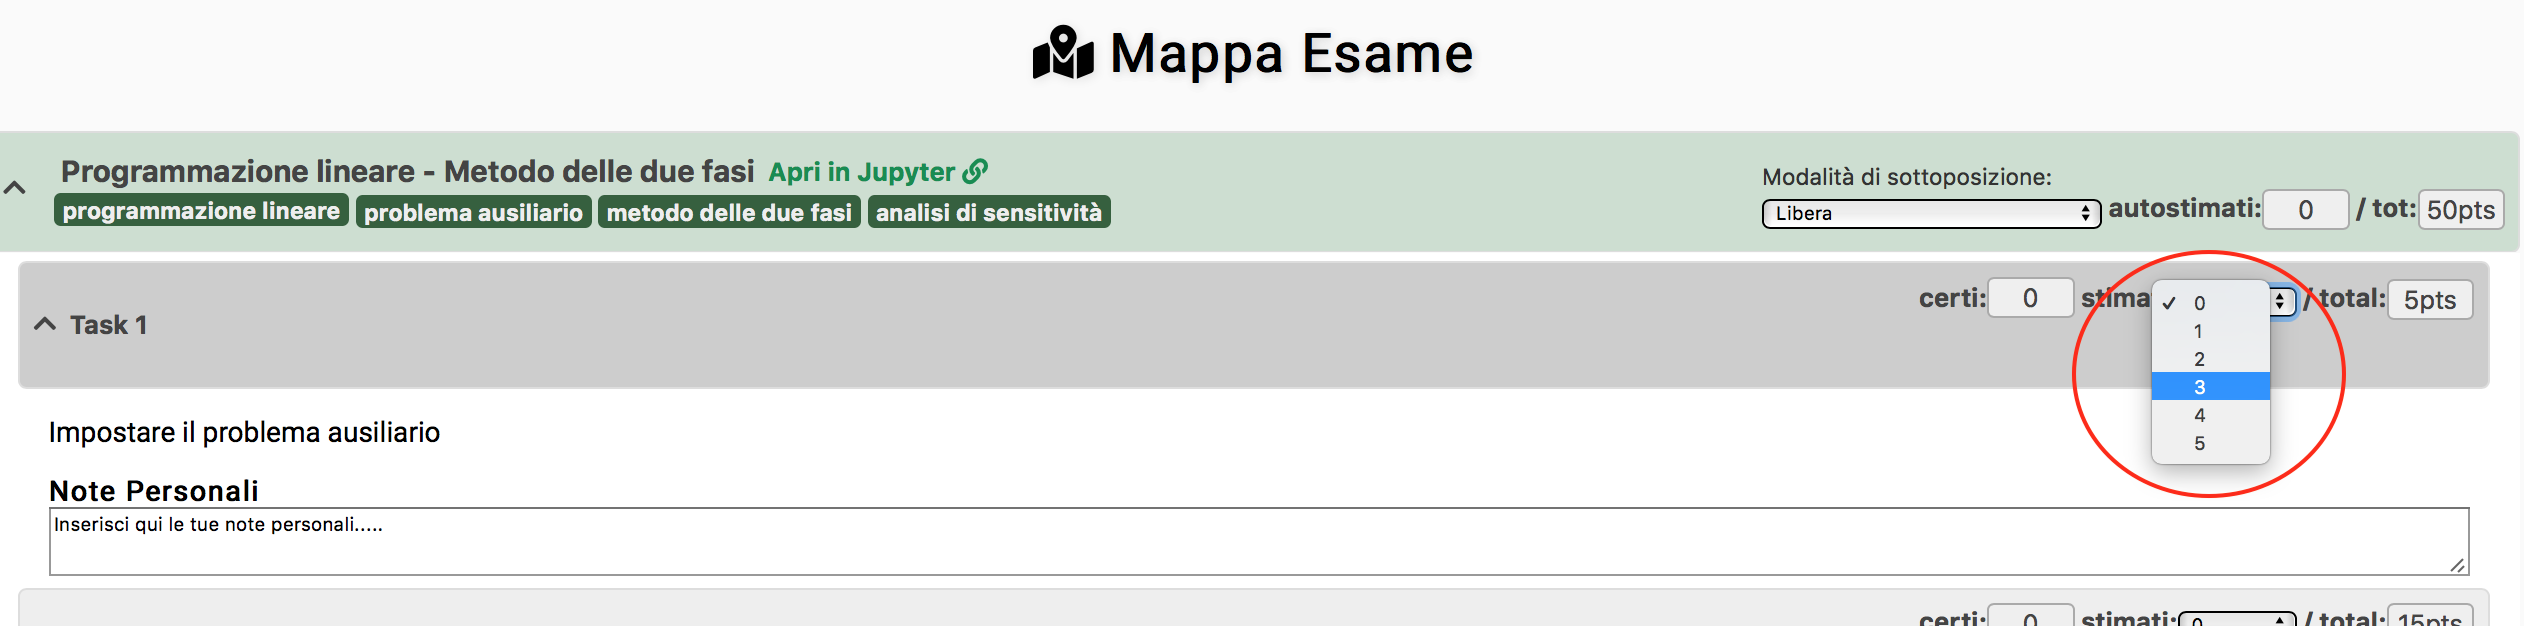 Mappa Esame
Programmazione lineare - Metodo delle due fasi Apri in Jupyter
programmazione lineare problema ausiliario metodo delle due fasi analisi di sensitività
Modalità di sottoposizione:
Libera autostimati: 0 / tot: 50pts
Task 1
certi: 0 stima / total: 5pts
✓ 0
1
2
3
4
5
Impostare il problema ausiliario
Note Personali
Inserisci qui le tue note personali.....
certi: 0 stimati: 0 / total: 15pts